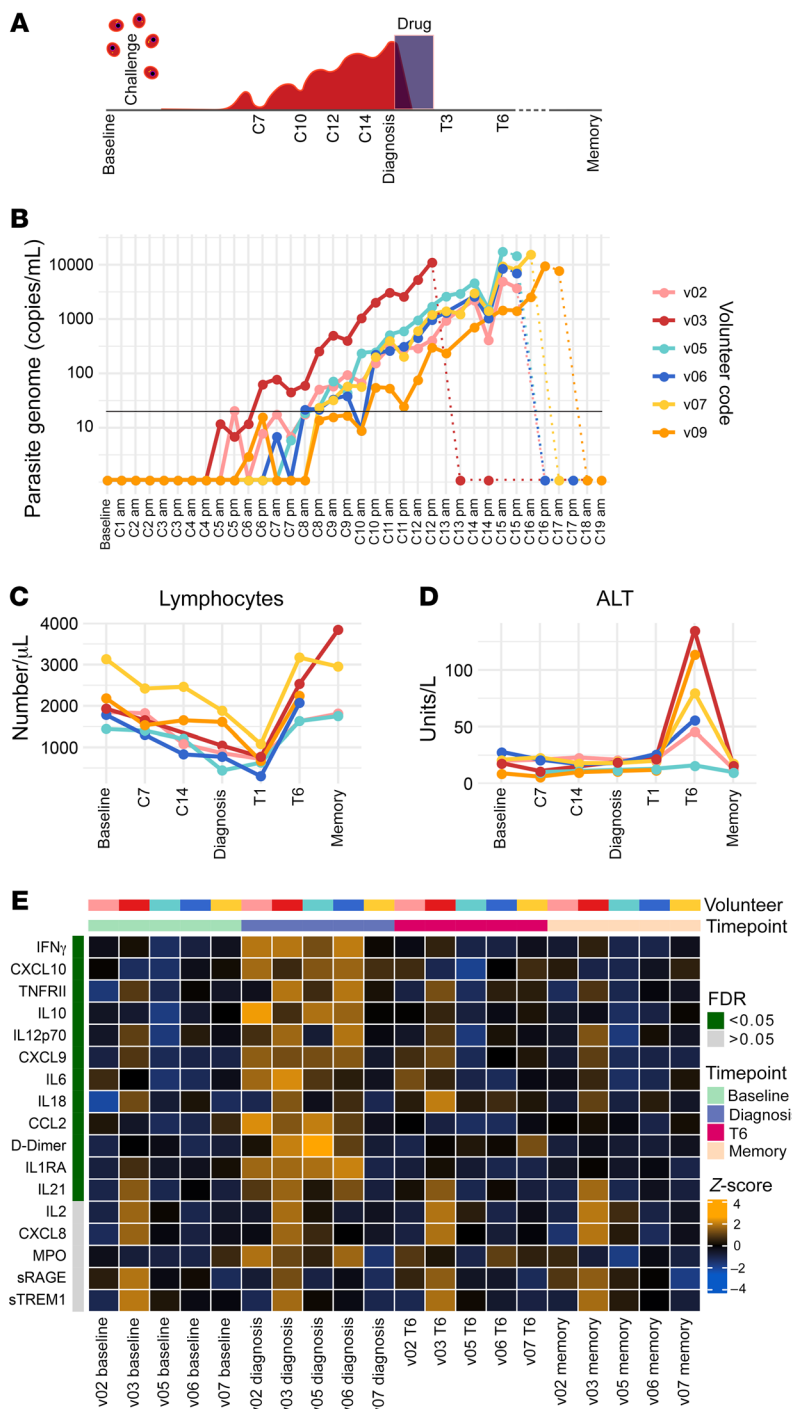 A
Challenge
Drug
Baseline
C7
C10
C12
C14
Diagnosis
T3
T6
Memory
B
Parasite genome (copies/mL)
10000
1000
100
10
Baseline
C1 am
C2 am
C2 pm
C3 pm
C3 am
C4 am
C4 pm
C5 am
C5 pm
C6 am
C6 pm
C7 am
C7 pm
C8 am
C8 pm
C9 am
C9 pm
C10 am
C10 pm
C11 am
C11 pm
C12 am
C12 pm
C13 am
C13 pm
C14 am
C14 pm
C15 am
C15 pm
C16 am
C16 pm
C17 am
C17 pm
C18 am
C19 am
v02
v03
v05
v06
v07
v09
Volunteer code
C
Lymphocytes
Number/μL
4000
3000
2000
1000
Baseline
C7
C14
Diagnosis
T1
T6
Memory
D
ALT
Units/L
100
50
0
Baseline
C7
C14
Diagnosis
T1
T6
Memory
E
Volunteer
Timepoint
IFNγ
CXCL10
TNFRII
IL10
IL12p70
CXCL9
IL6
IL18
CCL2
D-Dimer
IL1RA
IL21
IL2
CXCL8
MPO
sRAGE
sTREM1
v02 baseline
v03 baseline
v05 baseline
v06 baseline
v07 baseline
v02 diagnosis
v03 diagnosis
v05 diagnosis
v06 diagnosis
v07 diagnosis
v02 T6
v03 T6
v05 T6
v06 T6
v07 T6
v02 memory
v03 memory
v05 memory
v06 memory
v07 memory
FDR
<0.05
>0.05
Timepoint
Baseline
Diagnosis
T6
Memory
Z-score
4
2
0
−2
−4